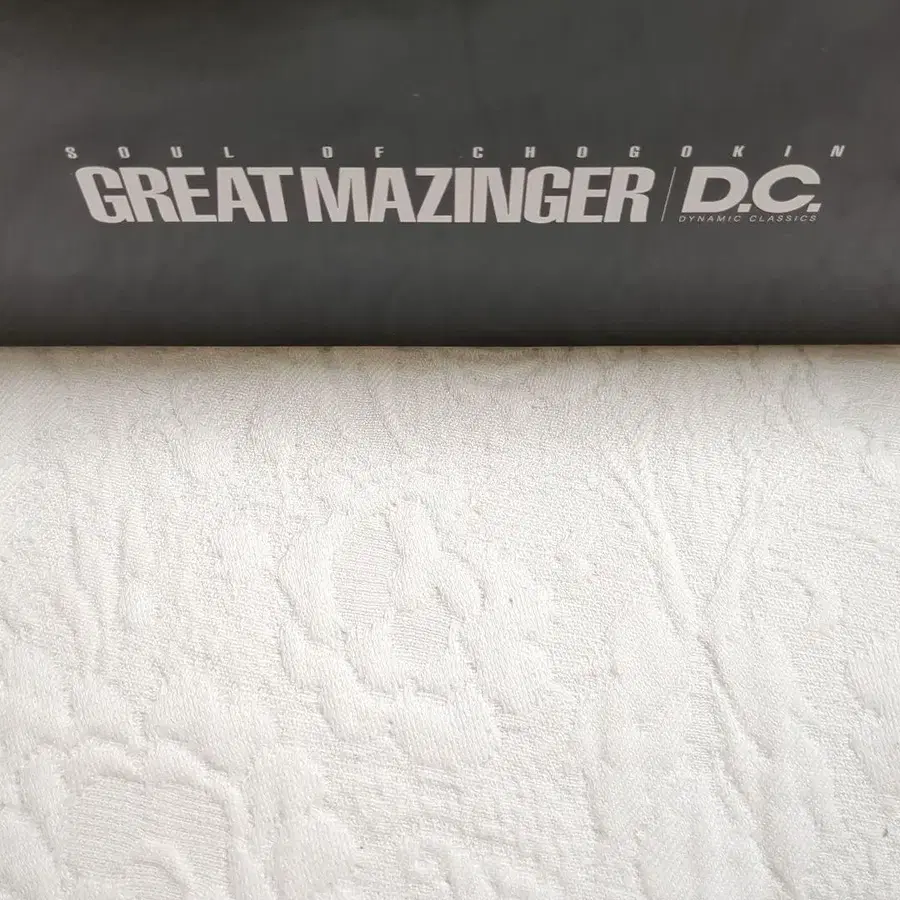 SOUL OF CHOGOKIN
GREAT MAZINGER D.C.
DYNAMIC CLASSICS